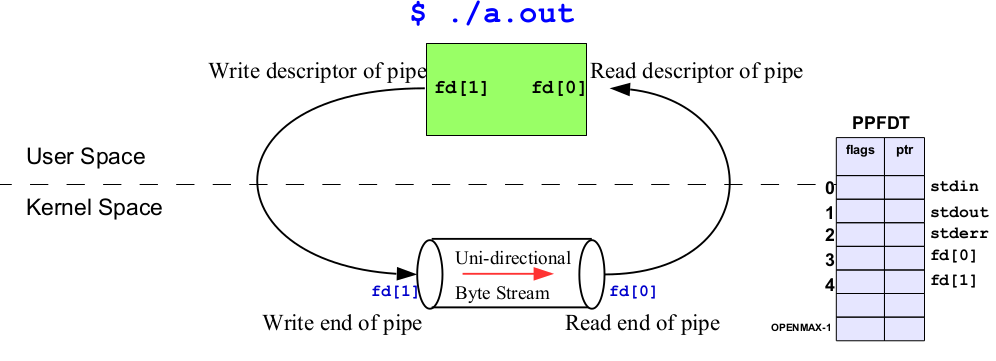 $ ./a.out
Write descriptor of pipe
fd[1]
fd[0]
Read descriptor of pipe
User Space
Kernel Space
Uni-directional
Byte Stream
fd[1]
fd[0]
Write end of pipe
Read end of pipe
PPFDT
flags ptr
0 stdin
1 stdout
2 stderr
3 fd[0]
4 fd[1]
OPENMAX-1